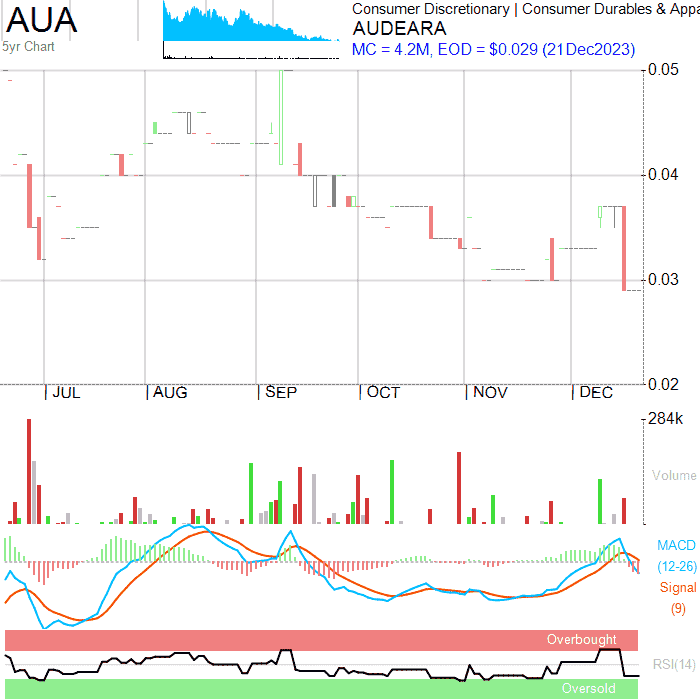 AUA
5yr Chart
Consumer Discretionary | Consumer Durables & Appa
AUDEARA
MC = 4.2M, EOD = $0.029 (21Dec2023)
0.05
0.04
0.03
0.02
JUL
AUG
SEP
OCT
NOV
DEC
284k
Volume
MACD
(12-26)
Signal
(9)
Overbought
RSI(14)
Oversold